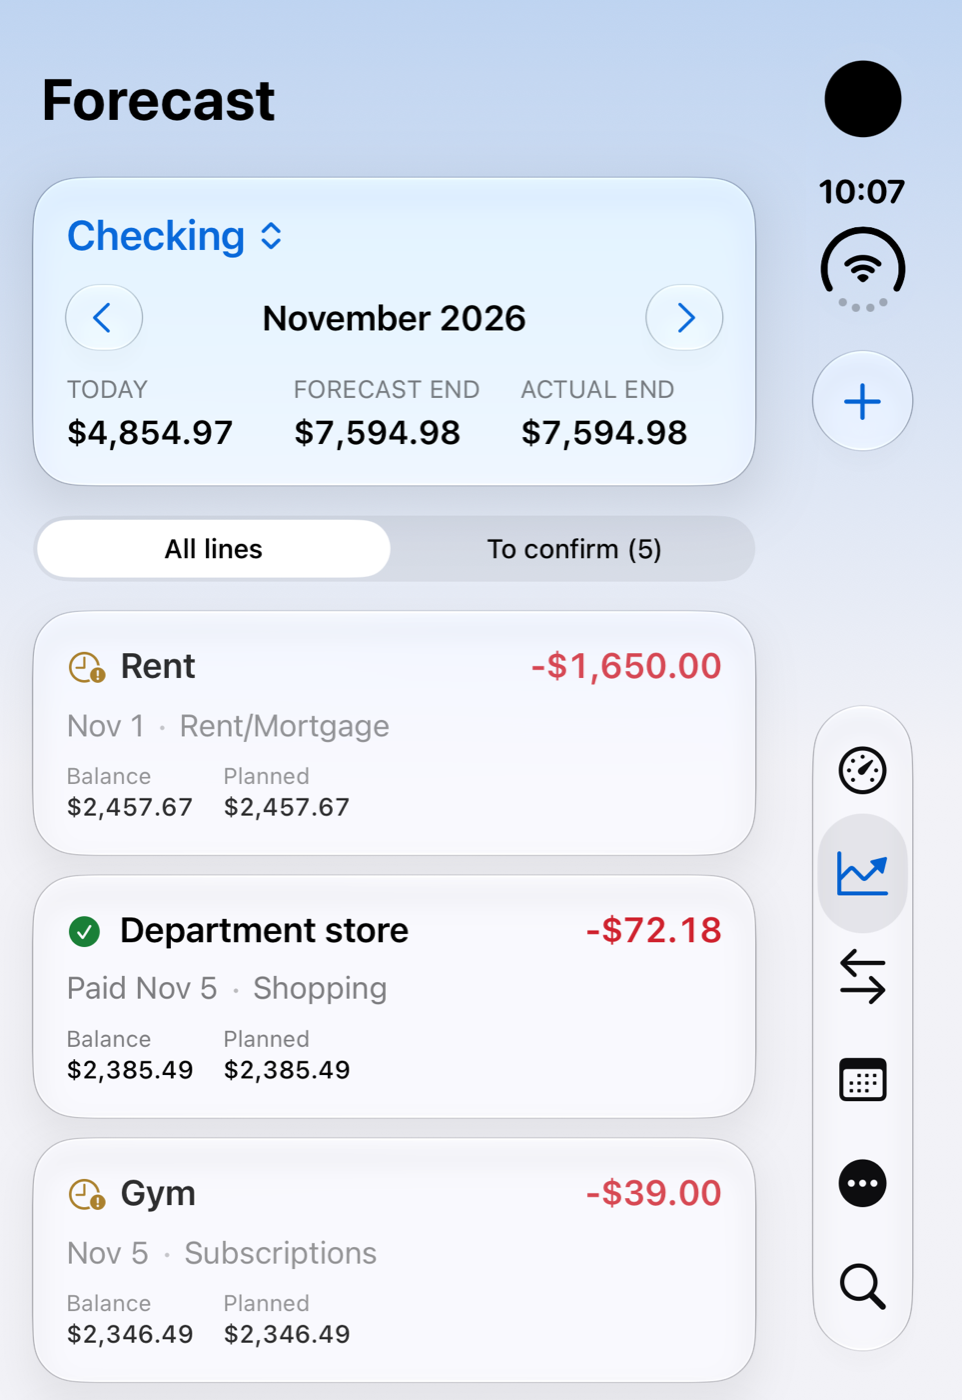 Forecast
10:07
Checking
November 2026
TODAY FORECAST END ACTUAL END
$4,854.97 $7,594.98 $7,594.98
All lines To confirm (5)
Rent -$1,650.00
Nov 1 · Rent/Mortgage
Balance Planned
$2,457.67 $2,457.67
Department store -$72.18
Paid Nov 5 · Shopping
Balance Planned
$2,385.49 $2,385.49
Gym -$39.00
Nov 5 · Subscriptions
Balance Planned
$2,346.49 $2,346.49